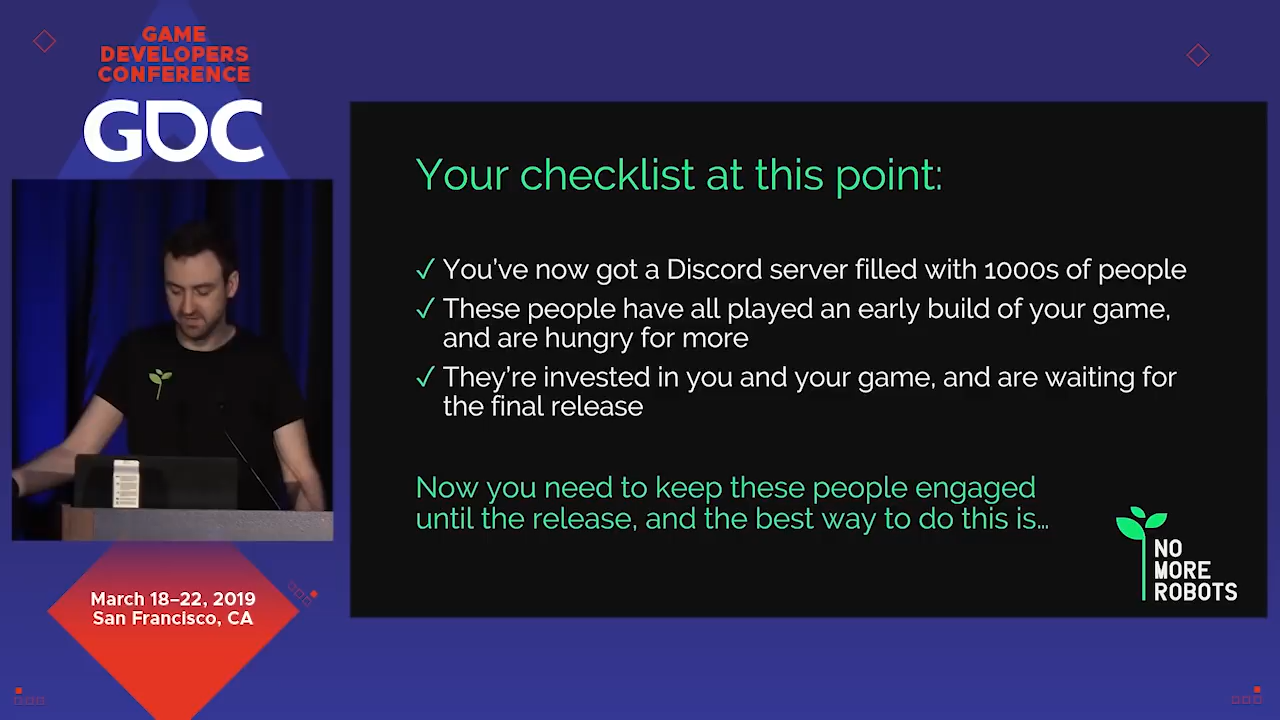 GAME
DEVELOPERS
CONFERENCE
GDC
March 18–22, 2019
San Francisco, CA
Your checklist at this point:
✓ You've now got a Discord server filled with 1000s of people
✓ These people have all played an early build of your game,
and are hungry for more
✓ They're invested in you and your game, and are waiting for
the final release
Now you need to keep these people engaged
until the release, and the best way to do this is...
NO
MORE
ROBOTS